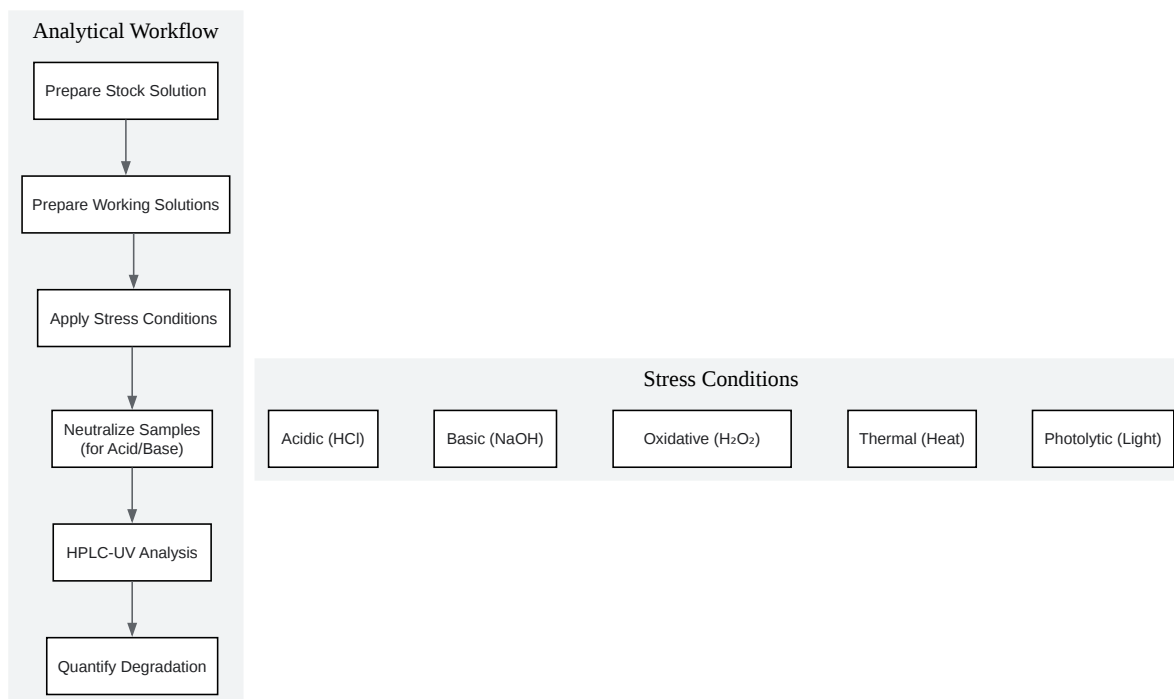 Analytical Workflow
Prepare Stock Solution
Prepare Working Solutions
Apply Stress Conditions
Neutralize Samples
(for Acid/Base)
HPLC-UV Analysis
Quantify Degradation
Stress Conditions
Acidic (HCl)
Basic (NaOH)
Oxidative (H₂O₂)
Thermal (Heat)
Photolytic (Light)